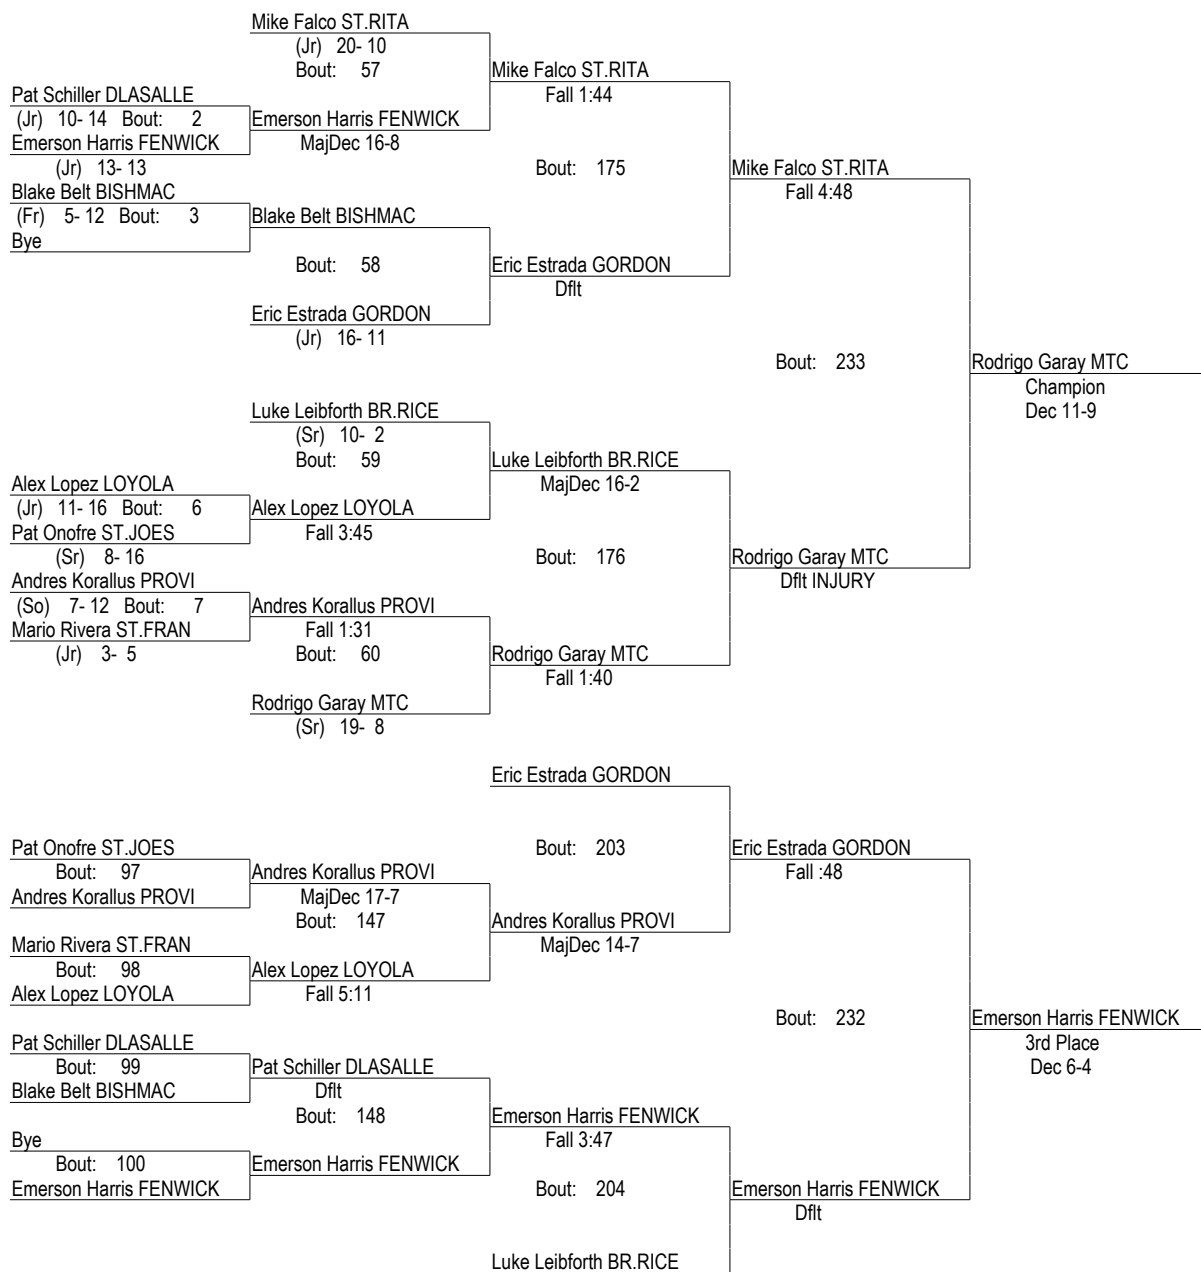 Mike Falco ST.RITA
(Jr) 20- 10
Bout: 57
Mike Falco ST.RITA
Fall 1:44
Pat Schiller DLASALLE
(Jr) 10- 14 Bout: 2
Emerson Harris FENWICK
MajDec 16-8
Emerson Harris FENWICK
(Jr) 13- 13
Bout: 175
Mike Falco ST.RITA
Fall 4:48
Blake Belt BISHMAC
(Fr) 5- 12 Bout: 3
Blake Belt BISHMAC
Bye
Bout: 58
Eric Estrada GORDON
Dflt
Eric Estrada GORDON
(Jr) 16- 11
Bout: 233
Rodrigo Garay MTC
Champion
Dec 11-9
Luke Leibforth BR.RICE
(Sr) 10- 2
Bout: 59
Luke Leibforth BR.RICE
MajDec 16-2
Alex Lopez LOYOLA
(Jr) 11- 16 Bout: 6
Alex Lopez LOYOLA
Fall 3:45
Pat Onofre ST.JOES
(Sr) 8- 16
Bout: 176
Rodrigo Garay MTC
Dflt INJURY
Andres Korallus PROVI
(So) 7- 12 Bout: 7
Andres Korallus PROVI
Fall 1:31
Mario Rivera ST.FRAN
(Jr) 3- 5
Bout: 60
Rodrigo Garay MTC
Fall 1:40
Rodrigo Garay MTC
(Sr) 19- 8
Eric Estrada GORDON
Pat Onofre ST.JOES
Bout: 97
Andres Korallus PROVI
Bout: 203
Eric Estrada GORDON
Fall :48
Andres Korallus PROVI
MajDec 17-7
Bout: 147
Andres Korallus PROVI
MajDec 14-7
Mario Rivera ST.FRAN
Bout: 98
Alex Lopez LOYOLA
Alex Lopez LOYOLA
Fall 5:11
Bout: 232
Emerson Harris FENWICK
3rd Place
Dec 6-4
Pat Schiller DLASALLE
Bout: 99
Blake Belt BISHMAC
Pat Schiller DLASALLE
Dflt
Bout: 148
Emerson Harris FENWICK
Fall 3:47
Bye
Bout: 100
Emerson Harris FENWICK
Emerson Harris FENWICK
Bout: 204
Emerson Harris FENWICK
Dflt
Luke Leibforth BR.RICE